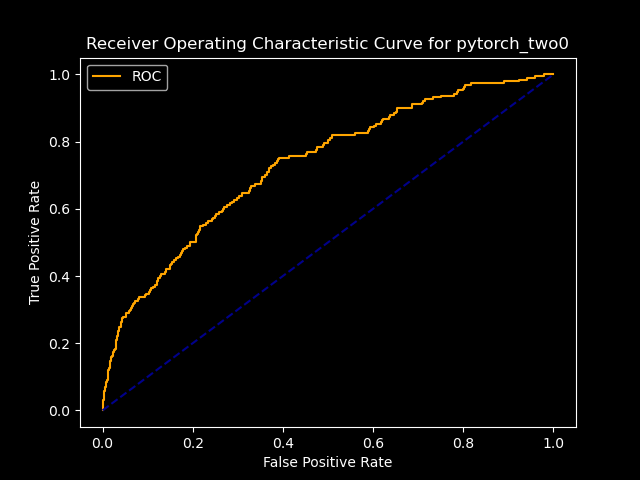 Receiver Operating Characteristic Curve for pytorch_two0
ROC
1.0
0.8
0.6
0.4
0.2
0.0
True Positive Rate
0.0 0.2 0.4 0.6 0.8 1.0
False Positive Rate